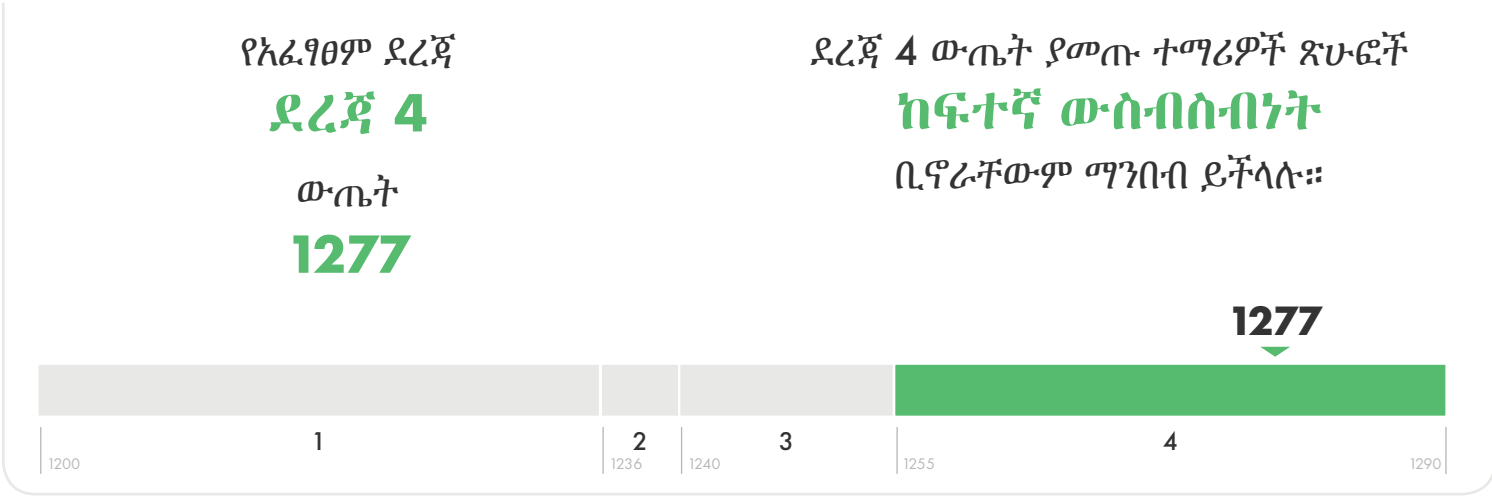 የአፈፃፀም ደረጃ
ደረጃ 4
ውጤት
1277
ደረጃ 4 ውጤት ያመጡ ተማሪዎች ጽሁፎች
ከፍተኛ ውስብስብነት
ቢኖራቸውም ማንበብ ይችላሉ።
1277
1 2 3 4
1200 1236 1240 1255 1290